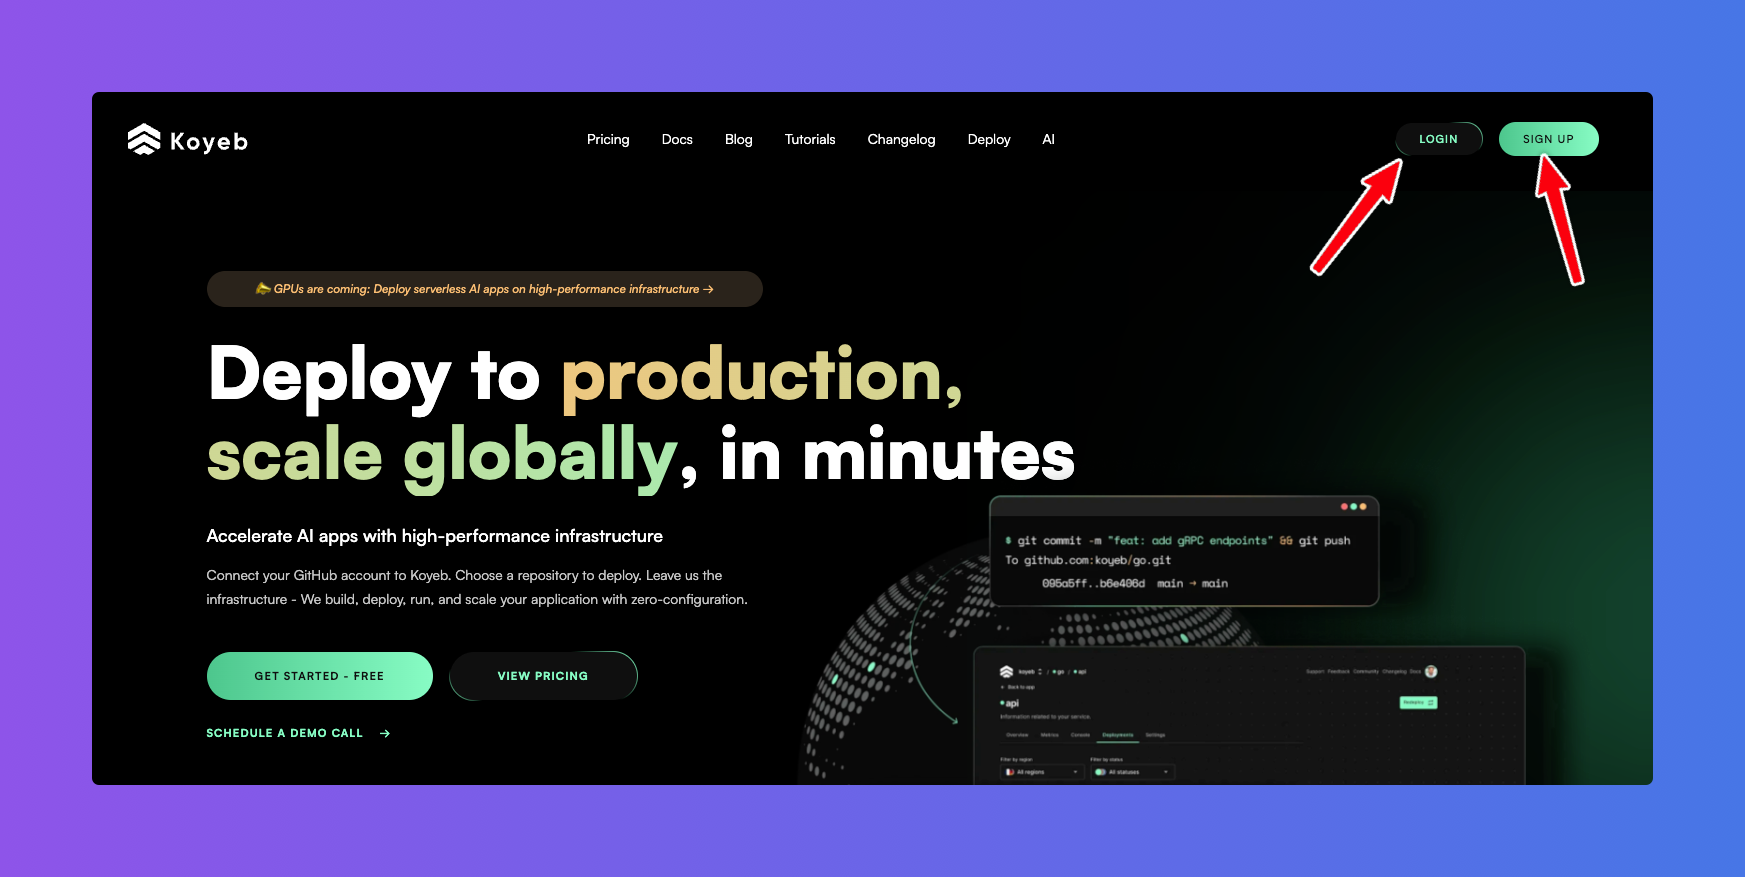 Koyeb
Pricing Docs Blog Tutorials Changelog Deploy AI
LOGIN SIGN UP
GPUs are coming: Deploy serverless AI apps on high-performance infrastructure →
Deploy to production,
scale globally, in minutes
Accelerate AI apps with high-performance infrastructure
Connect your GitHub account to Koyeb. Choose a repository to deploy. Leave us the
infrastructure - We build, deploy, run, and scale your application with zero-configuration.
GET STARTED - FREE VIEW PRICING
SCHEDULE A DEMO CALL →
$ git commit -m "feat: add gRPC endpoints" && git push
To github.com:koyeb/go.git
095a5ff..b6e406d main → main
koyeb / go / api
Support Feedback Community Changelog Docs
← Back to app
api
Redeploy
Information related to your service.
Overview Metrics Console Deployments Settings
Filter by region Filter by status
All regions All statuses